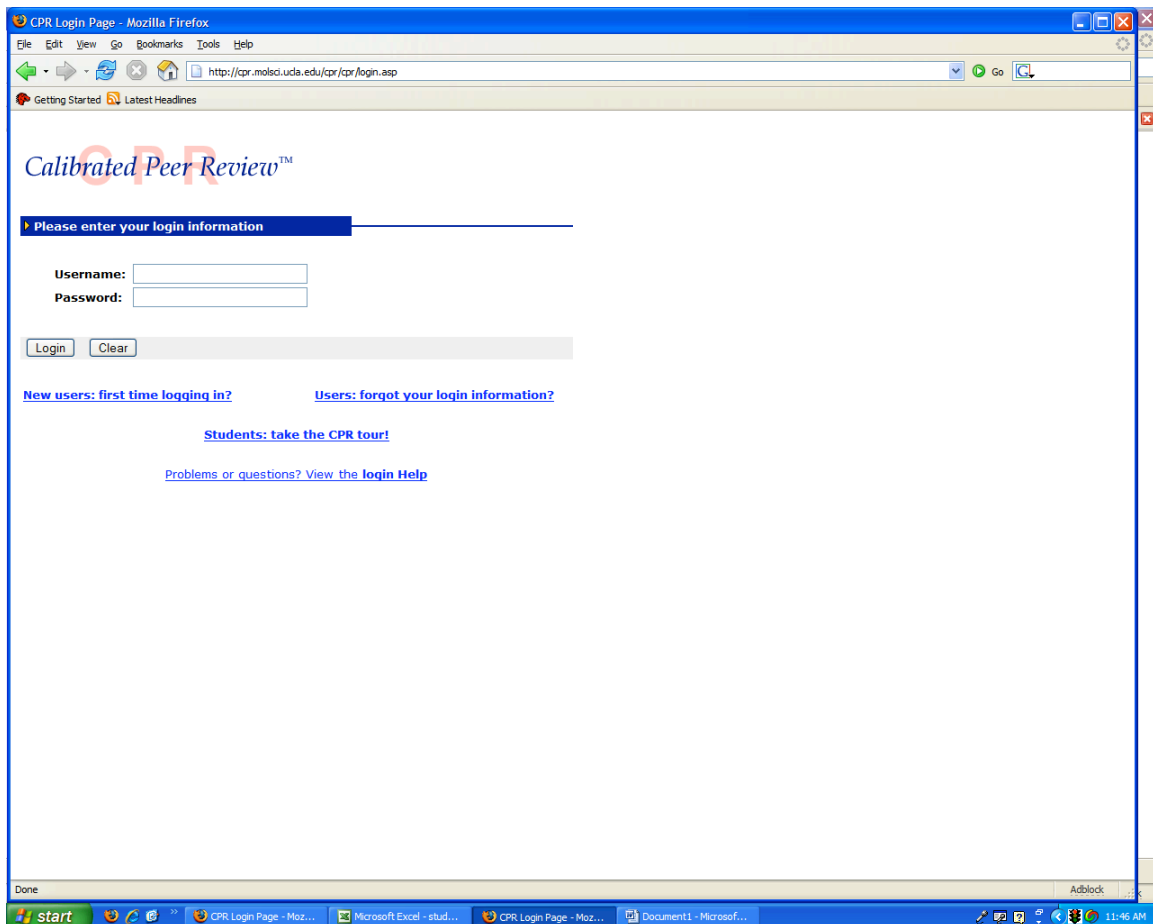 CPR Login Page - Mozilla Firefox
File Edit View Go Bookmarks Tools Help
http://cpr.molsci.ucla.edu/cpr/cpr/login.asp Go G
Getting Started Latest Headlines
CPR
Calibrated Peer Review™
Please enter your login information
Username:
Password:
Login Clear
New users: first time logging in? Users: forgot your login information?
Students: take the CPR tour!
Problems or questions? View the login Help
Done Adblock
start CPR Login Page - Moz... Microsoft Excel - stud... CPR Login Page - Moz... Document1 - Microsof... 11:46 AM